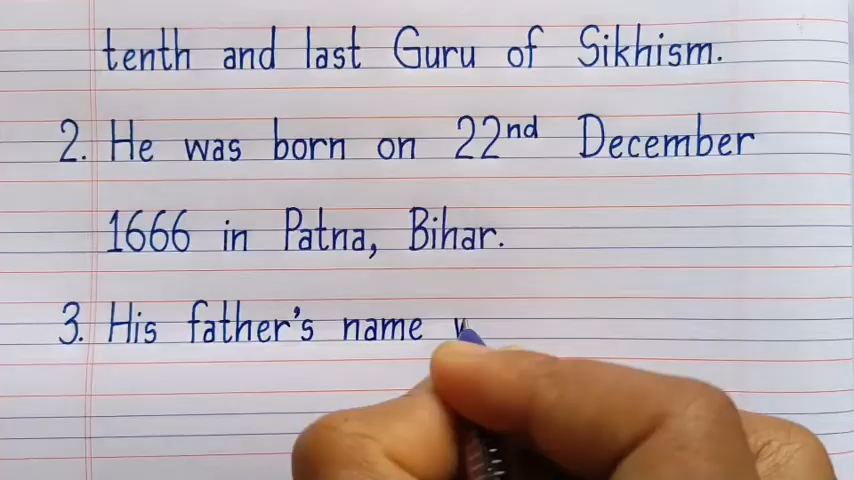 tenth and last Guru of Sikhism.
2. He was born on 22nd December
1666 in Patna, Bihar.
3. His father's name